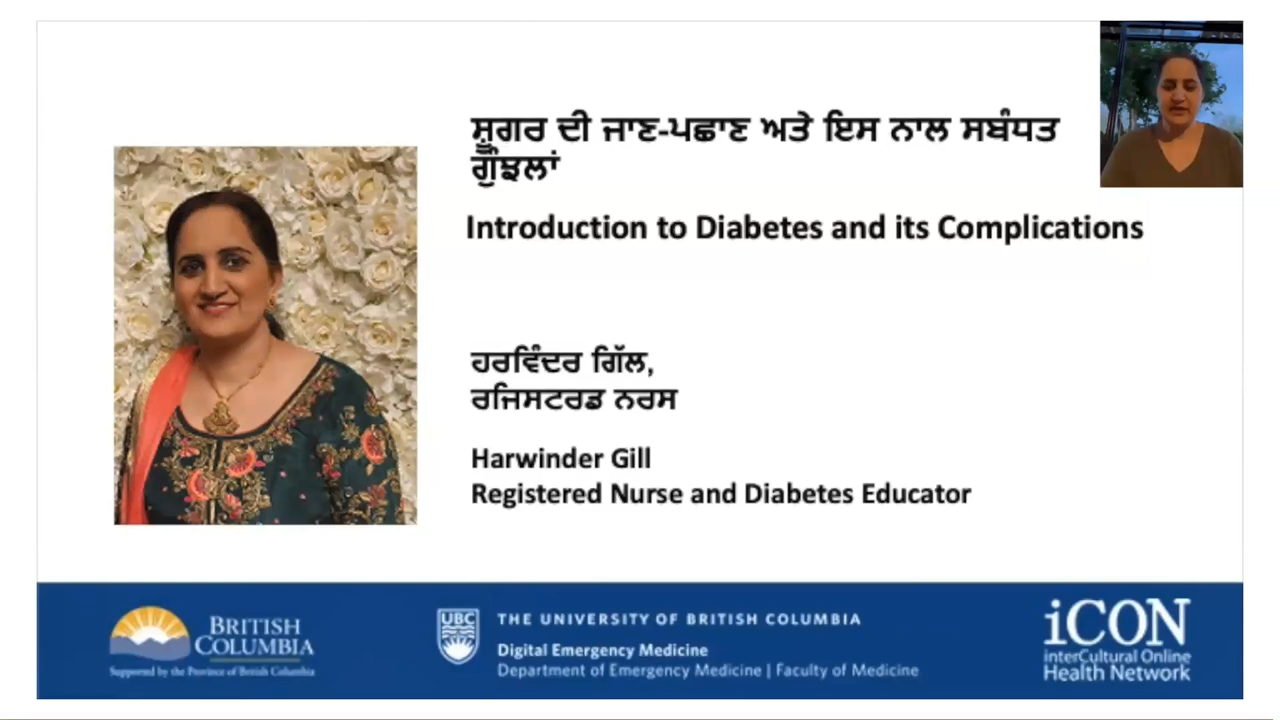 ਸ਼ੂਗਰ ਦੀ ਜਾਣ-ਪਛਾਣ ਅਤੇ ਇਸ ਨਾਲ ਸਬੰਧਤ
ਗੁੰਝਲਾਂ
Introduction to Diabetes and its Complications
ਹਰਵਿੰਦਰ ਗਿੱਲ,
ਰਜਿਸਟਰਡ ਨਰਸ
Harwinder Gill
Registered Nurse and Diabetes Educator
BRITISH
COLUMBIA
Supported by the Province of British Columbia
UBC
THE UNIVERSITY OF BRITISH COLUMBIA
Digital Emergency Medicine
Department of Emergency Medicine | Faculty of Medicine
iCON
interCultural Online
Health Network